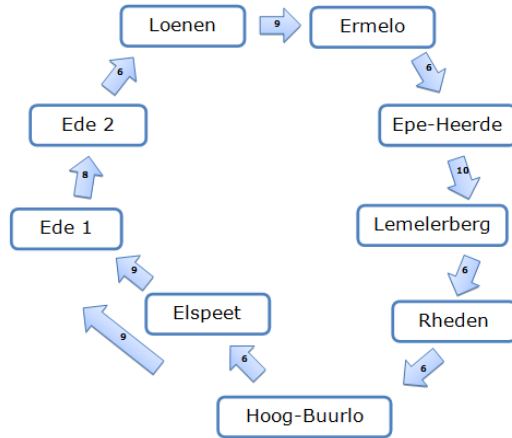 Loenen
9
Ermelo
6
6
Ede 2
Epe-Heerde
8
10
Ede 1
Lemelerberg
9
6
Elspeet
Rheden
9
6
6
Hoog-Buurlo